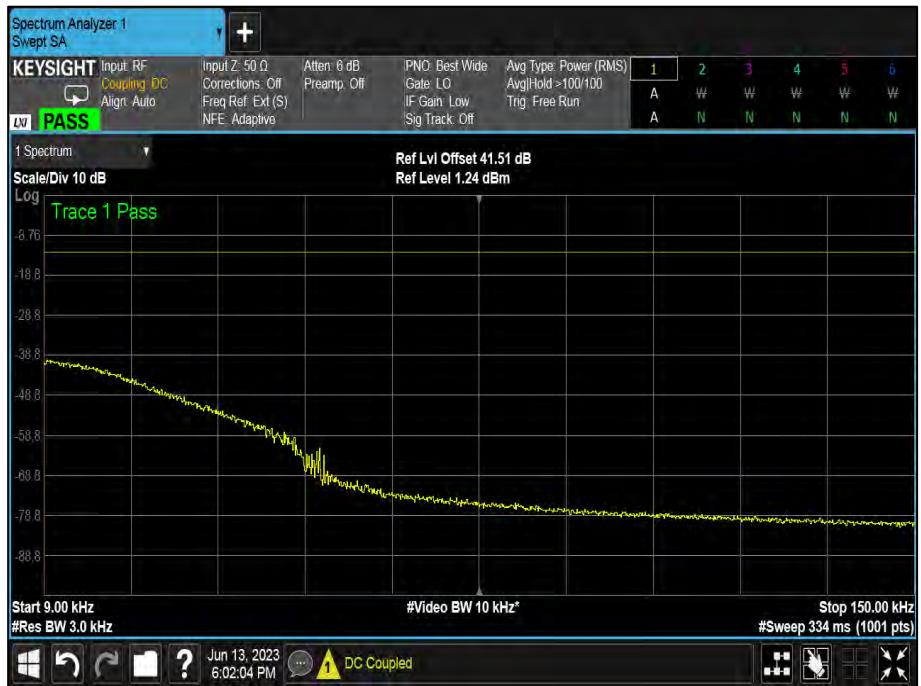 Spectrum Analyzer 1
Swept SA
+
KEYSIGHT
Input: RF
Coupling: DC
Align: Auto
Input Z: 50 Ω
Corrections: Off
Freq Ref: Ext (S)
NFE: Adaptive
Atten: 6 dB
Preamp: Off
PNO: Best Wide
Gate: LO
IF Gain: Low
Sig Track: Off
Avg Type: Power (RMS)
Avg|Hold >100/100
Trig: Free Run
1 2 3 4 5 6
A W W W W W
A N N N N N
LXI PASS
1 Spectrum
Scale/Div 10 dB
Ref Lvl Offset 41.51 dB
Ref Level 1.24 dBm
Log
Trace 1 Pass
-8.76
-18.8
-28.8
-38.8
-48.8
-58.8
-68.8
-78.8
-88.8
Start 9.00 kHz
#Video BW 10 kHz*
Stop 150.00 kHz
#Res BW 3.0 kHz
#Sweep 334 ms (1001 pts)
?
Jun 13, 2023
6:02:04 PM
1
DC Coupled